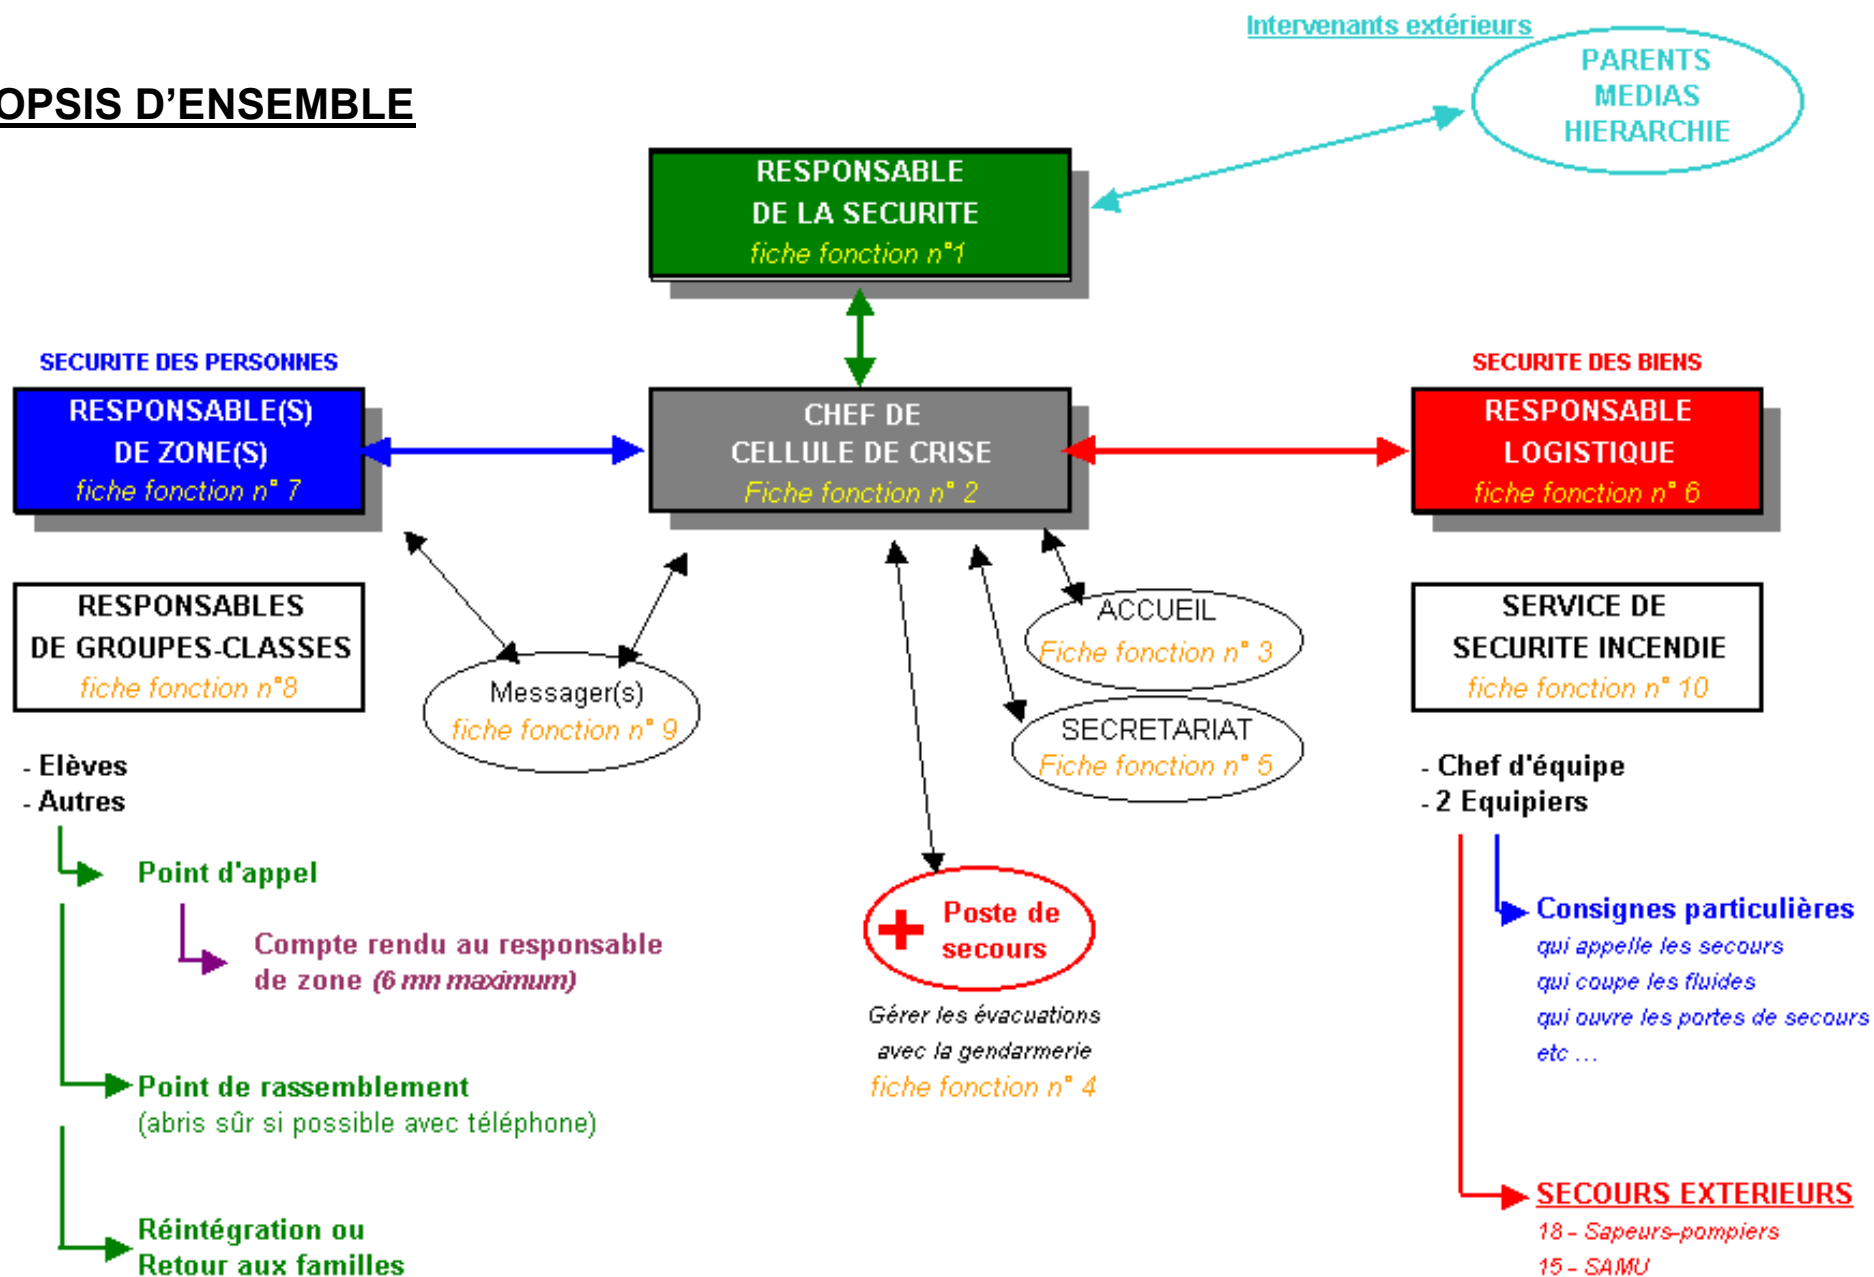 OPSIS D’ENSEMBLE
Intervenants extérieurs
PARENTS
MEDIAS
HIERARCHIE
RESPONSABLE
DE LA SECURITE
fiche fonction n°1
SECURITE DES PERSONNES
RESPONSABLE(S)
DE ZONE(S)
fiche fonction n° 7
CHEF DE
CELLULE DE CRISE
Fiche fonction n° 2
SECURITE DES BIENS
RESPONSABLE
LOGISTIQUE
fiche fonction n° 6
RESPONSABLES
DE GROUPES-CLASSES
fiche fonction n°8
Messager(s)
fiche fonction n° 9
ACCUEIL
Fiche fonction n° 3
SECRETARIAT
Fiche fonction n° 5
SERVICE DE
SECURITE INCENDIE
fiche fonction n° 10
- Elèves
- Autres
Point d'appel
Compte rendu au responsable
de zone (6 mn maximum)
Point de rassemblement
(abris sûr si possible avec téléphone)
Réintégration ou
Retour aux familles
Poste de
secours
Gérer les évacuations
avec la gendarmerie
fiche fonction n° 4
- Chef d'équipe
- 2 Equipiers
Consignes particulières
qui appelle les secours
qui coupe les fluides
qui ouvre les portes de secours
etc ...
SECOURS EXTERIEURS
18 - Sapeurs-pompiers
15 - SAMU